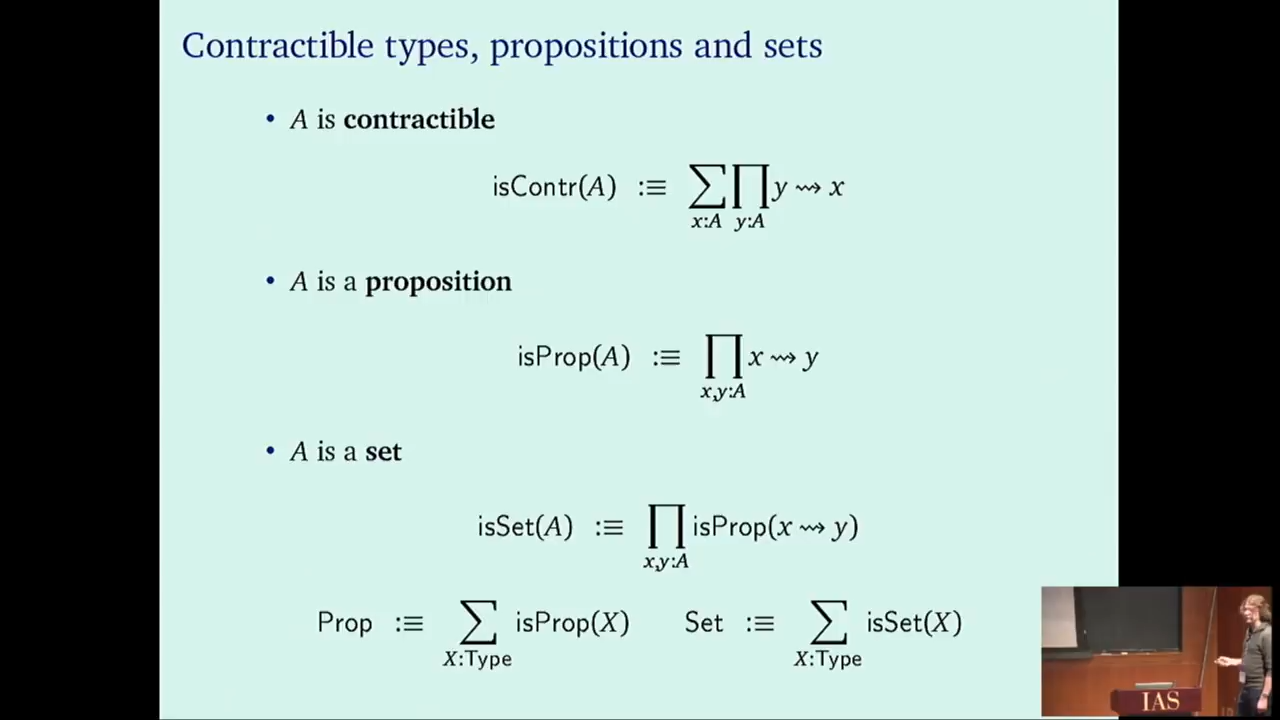 Contractible types, propositions and sets
• A is contractible
isContr(A) :≡ ∑ ∏ y ⇝ x
x:A y:A
• A is a proposition
isProp(A) :≡ ∏ x ⇝ y
x,y:A
• A is a set
isSet(A) :≡ ∏ isProp(x ⇝ y)
x,y:A
Prop :≡ ∑ isProp(X) Set :≡ ∑ isSet(X)
X:Type X:Type
IAS